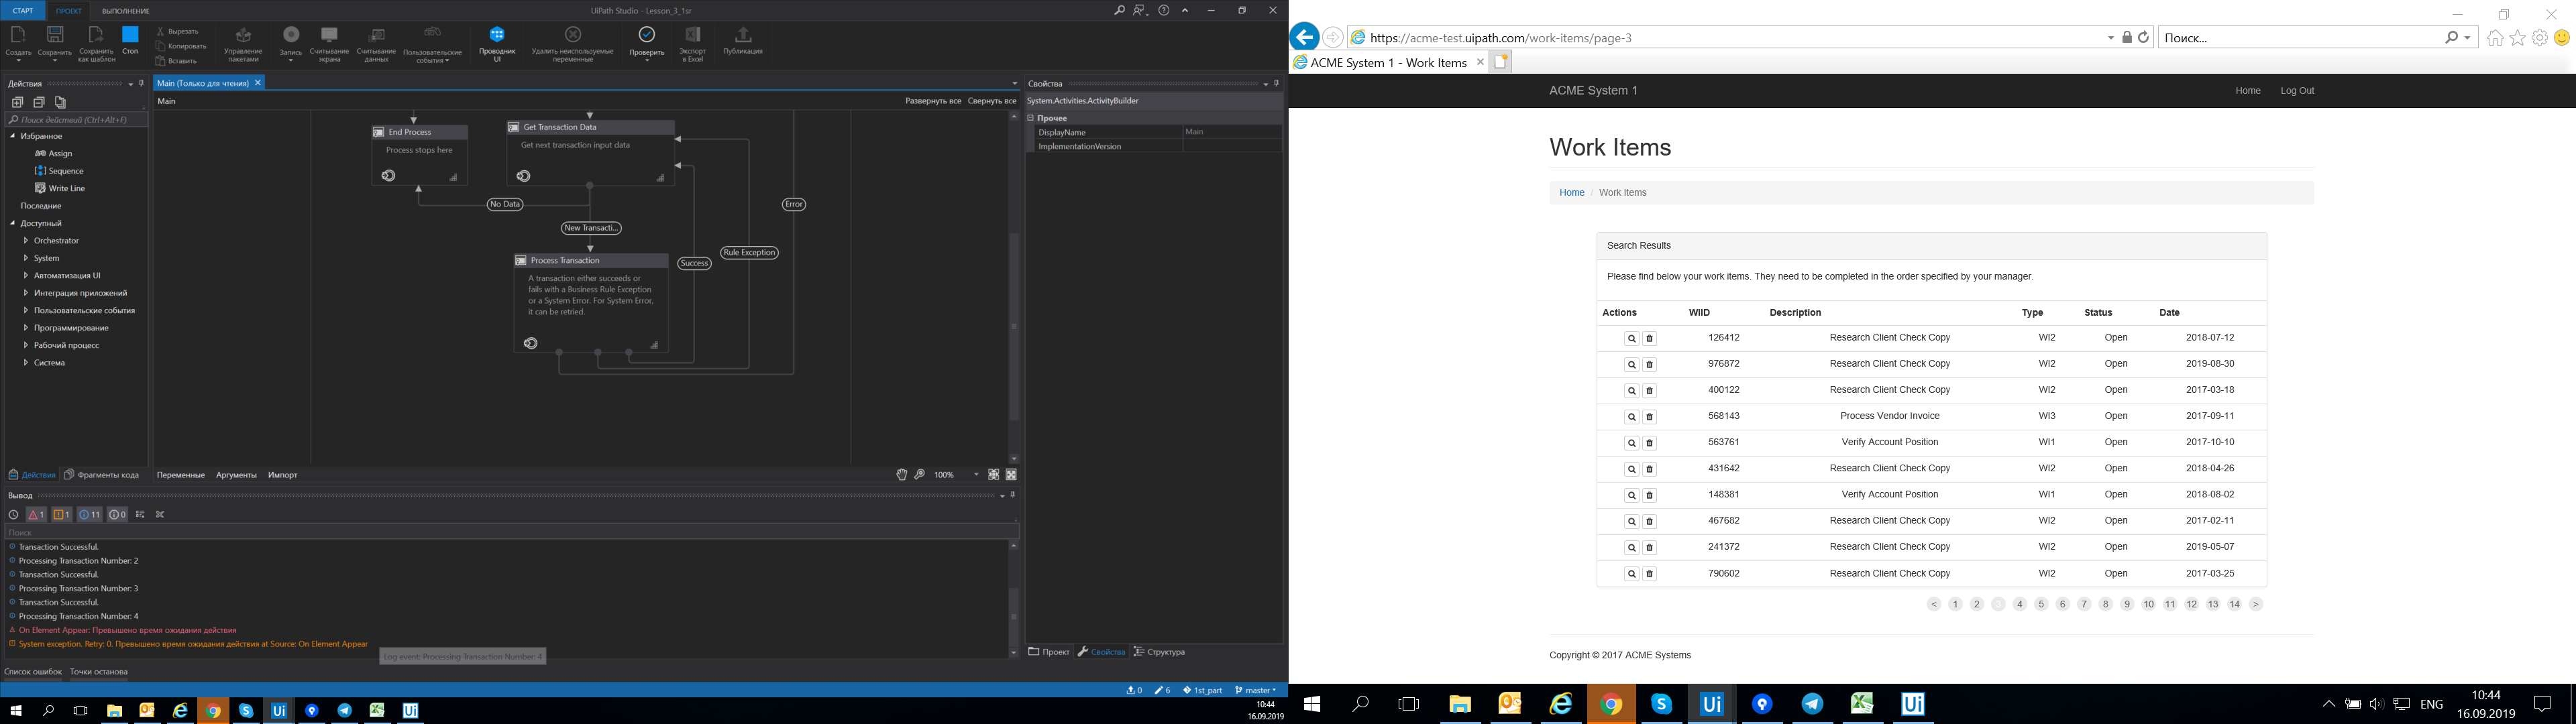 СТАРТ
ПРОЕКТ
ВЫПОЛНЕНИЕ
UiPath Studio - Lesson_3_1sr
Создать
Сохранить
Сохранить как шаблон
Стоп
Вырезать
Копировать
Вставить
Управление пакетами
Запись
Считывание экрана
Считывание данных
Пользовательские события
Проводник UI
Удалить неиспользуемые переменные
Проверить
Экспорт в Excel
Публикация
Действия
Поиск действий (Ctrl+Alt+F)
Избранное
Assign
Sequence
Write Line
Последние
Доступный
Orchestrator
System
Автоматизация UI
Интеграция приложений
Пользовательские события
Программирование
Рабочий процесс
Система
Действия
Фрагменты кода
Main (Только для чтения)
Main
Развернуть все
Свернуть все
End Process
Process stops here
Get Transaction Data
Get next transaction input data
No Data
Error
New Transacti...
Rule Exception
Success
Process Transaction
A transaction either succeeds or
fails with a Business Rule Exception
or a System Error. For System Error,
it can be retried.
Переменные
Аргументы
Импорт
100%
Свойства
System.Activities.ActivityBuilder
Прочее
DisplayName Main
ImplementationVersion
Проект
Свойства
Структура
Вывод
1
1
11
0
Поиск
Transaction Successful.
Processing Transaction Number: 2
Transaction Successful.
Processing Transaction Number: 3
Transaction Successful.
Processing Transaction Number: 4
On Element Appear: Превышено время ожидания действия
System exception. Retry: 0. Превышено время ожидания действия at Source: On Element Appear
Log event: Processing Transaction Number: 4
Список ошибок
Точки останова
0
6
1st_part
master
10:44
16.09.2019
https://acme-test.uipath.com/work-items/page-3
Поиск...
ACME System 1 - Work Items
ACME System 1
Home
Log Out
Work Items
Home / Work Items
Search Results
Please find below your work items. They need to be completed in the order specified by your manager.
Actions WIID Description Type Status Date
126412 Research Client Check Copy WI2 Open 2018-07-12
976872 Research Client Check Copy WI2 Open 2019-08-30
400122 Research Client Check Copy WI2 Open 2017-03-18
568143 Process Vendor Invoice WI3 Open 2017-09-11
563761 Verify Account Position WI1 Open 2017-10-10
431642 Research Client Check Copy WI2 Open 2018-04-26
148381 Verify Account Position WI1 Open 2018-08-02
467682 Research Client Check Copy WI2 Open 2017-02-11
241372 Research Client Check Copy WI2 Open 2019-05-07
790602 Research Client Check Copy WI2 Open 2017-03-25
< 1 2 3 4 5 6 7 8 9 10 11 12 13 14 >
Copyright © 2017 ACME Systems
ENG
10:44
16.09.2019